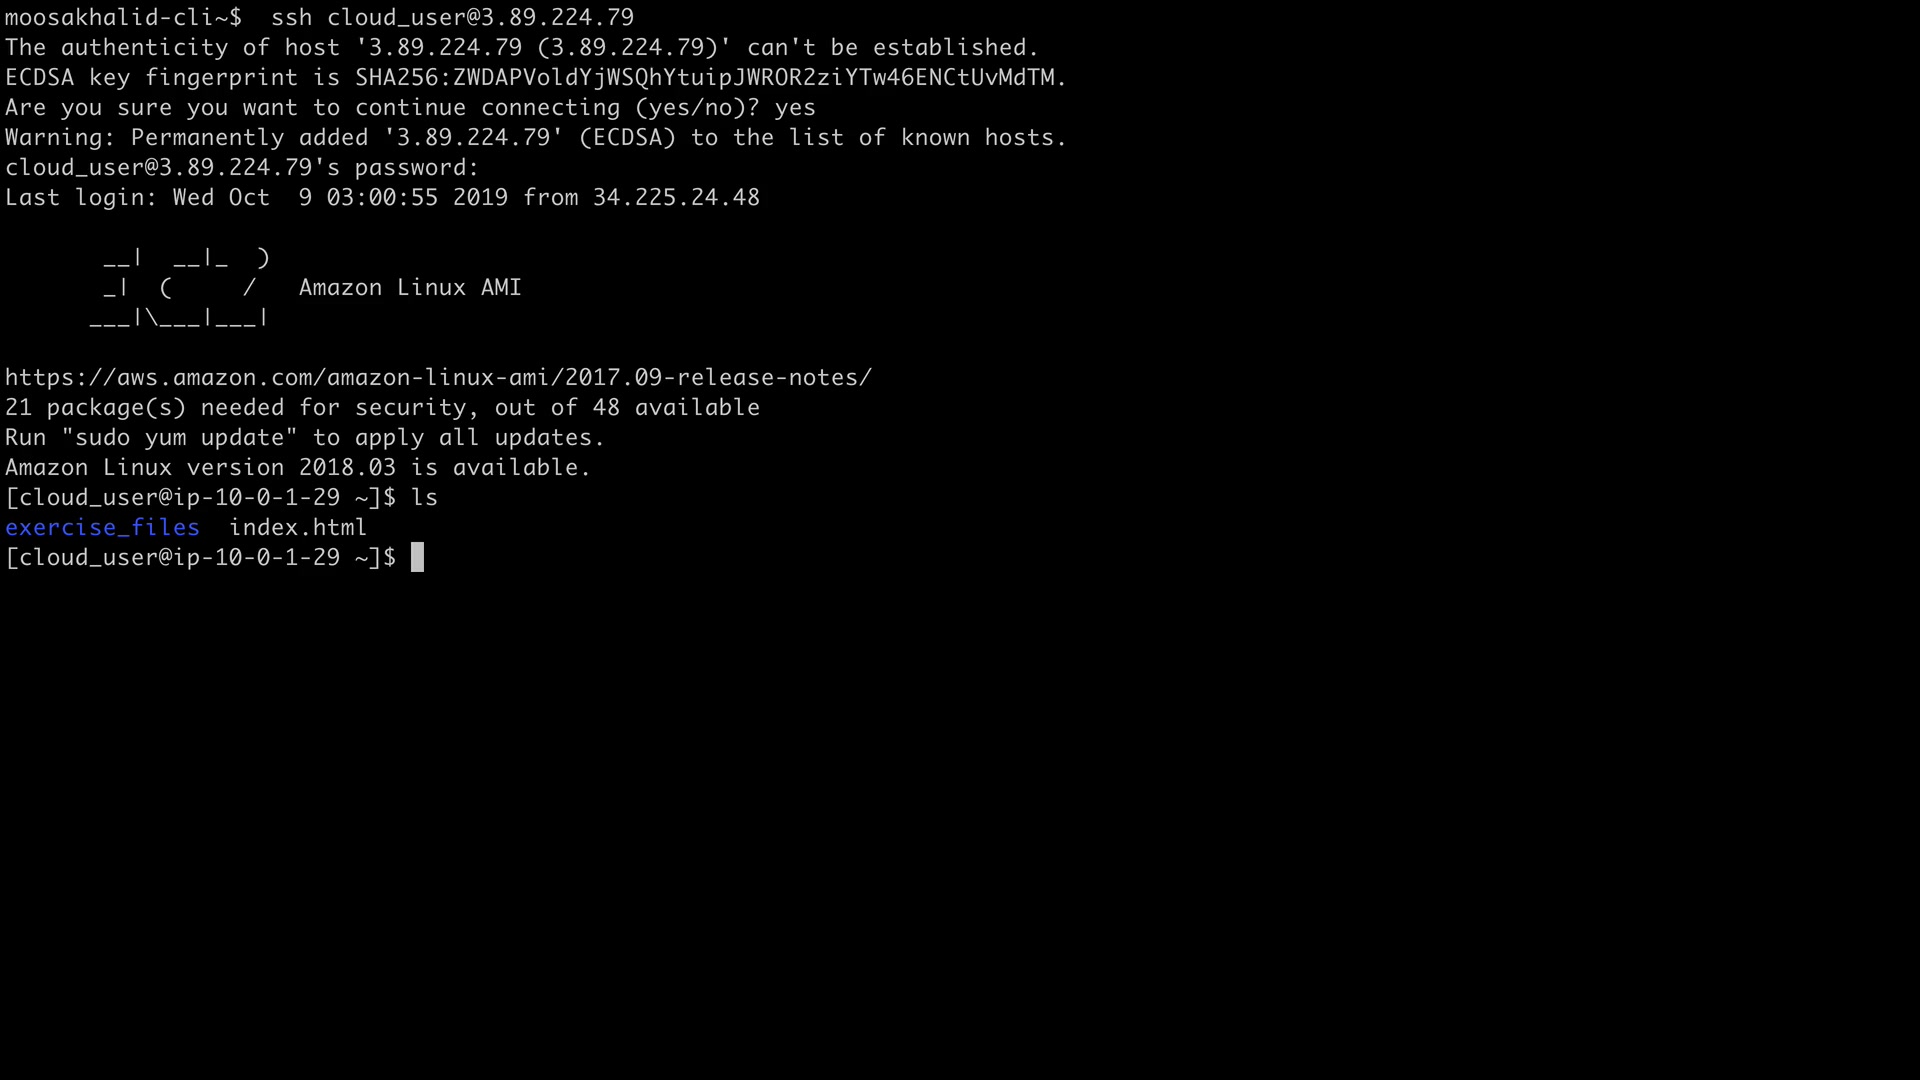 moosakhalid-cli~$  ssh cloud_user@3.89.224.79
The authenticity of host '3.89.224.79 (3.89.224.79)' can't be established.
ECDSA key fingerprint is SHA256:ZWDAPVoldYjWSQhYtuipJWROR2ziYTw46ENCtUvMdTM.
Are you sure you want to continue connecting (yes/no)? yes
Warning: Permanently added '3.89.224.79' (ECDSA) to the list of known hosts.
cloud_user@3.89.224.79's password:
Last login: Wed Oct  9 03:00:55 2019 from 34.225.24.48

       __|  __|_  )
       _|  (     /   Amazon Linux AMI
      ___|\___|___|

https://aws.amazon.com/amazon-linux-ami/2017.09-release-notes/
21 package(s) needed for security, out of 48 available
Run "sudo yum update" to apply all updates.
Amazon Linux version 2018.03 is available.
[cloud_user@ip-10-0-1-29 ~]$ ls
exercise_files  index.html
[cloud_user@ip-10-0-1-29 ~]$